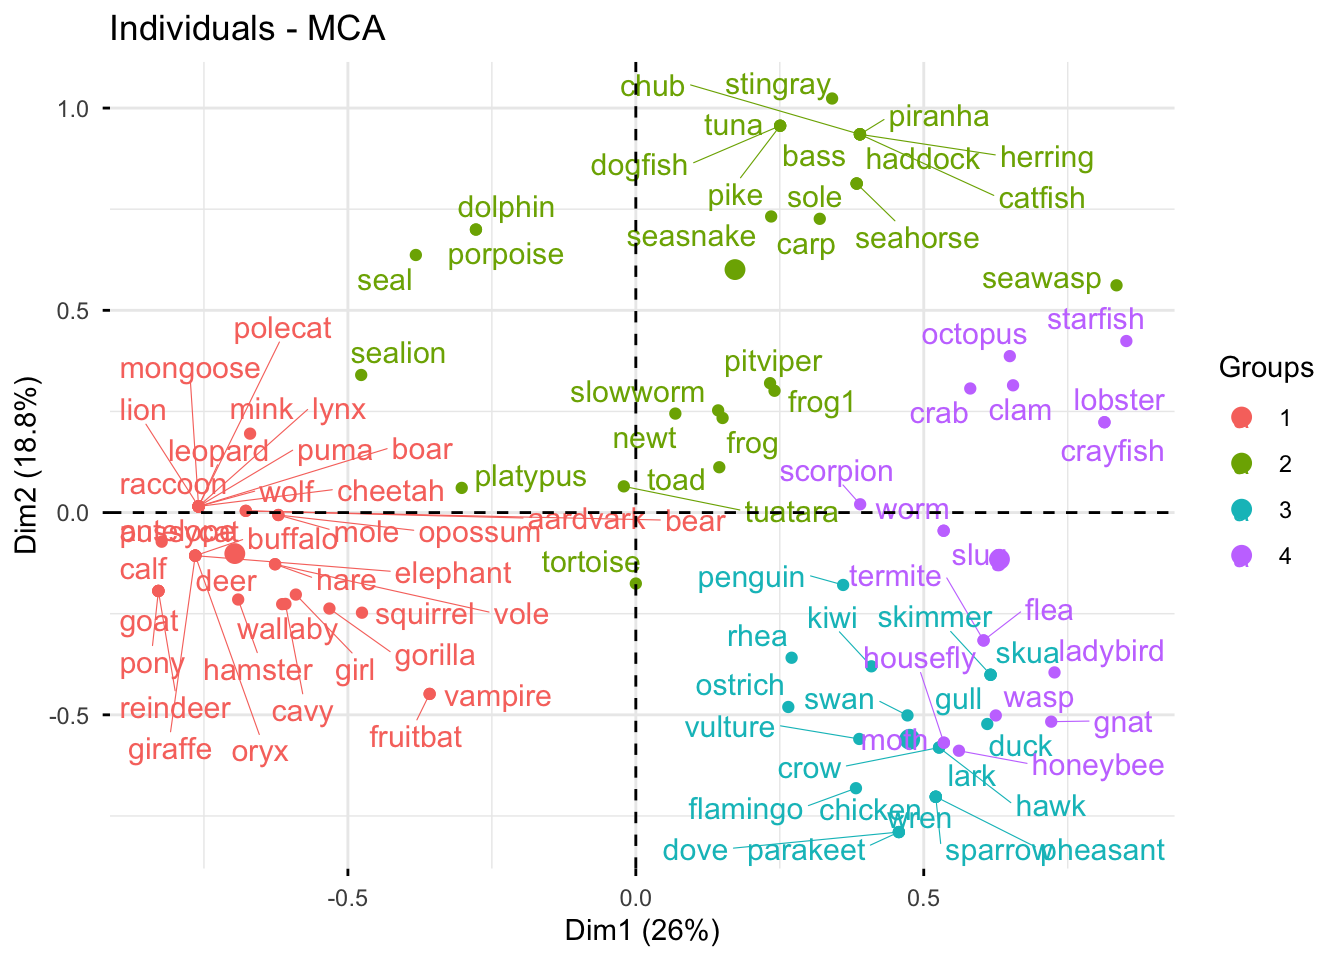 Individuals - MCA
chub
stingray
piranha
tuna
bass
haddock
herring
dogfish
pike
sole
catfish
dolphin
seasnake
carp
seahorse
porpoise
seal
seawasp
1.0
0.5
0.0
-0.5
polecat
sealion
mongoose
lion
mink
lynx
leopard
puma
boar
raccoon
wolf
cheetah
pitviper
slowworm
frog1
newt
frog
platypus
toad
tuatara
octopus
starfish
crab
clam
lobster
crayfish
scorpion
worm
aardvark
bear
antelope
pussycat
buffalo
mole
opossum
calf
deer
hare
elephant
tortoise
goat
wallaby
squirrel
vole
pony
hamster
girl
gorilla
reindeer
cavy
vampire
giraffe
oryx
fruitbat
slug
penguin
termite
kiwi
skimmer
flea
rhea
housefly
skua
ladybird
ostrich
swan
gull
wasp
vulture
moth
duck
gnat
crow
lark
honeybee
flamingo
chicken
wren
hawk
dove
parakeet
sparrow
pheasant
-0.5
0.0
0.5
Dim1 (26%)
Dim2 (18.8%)
Groups
1
2
3
4